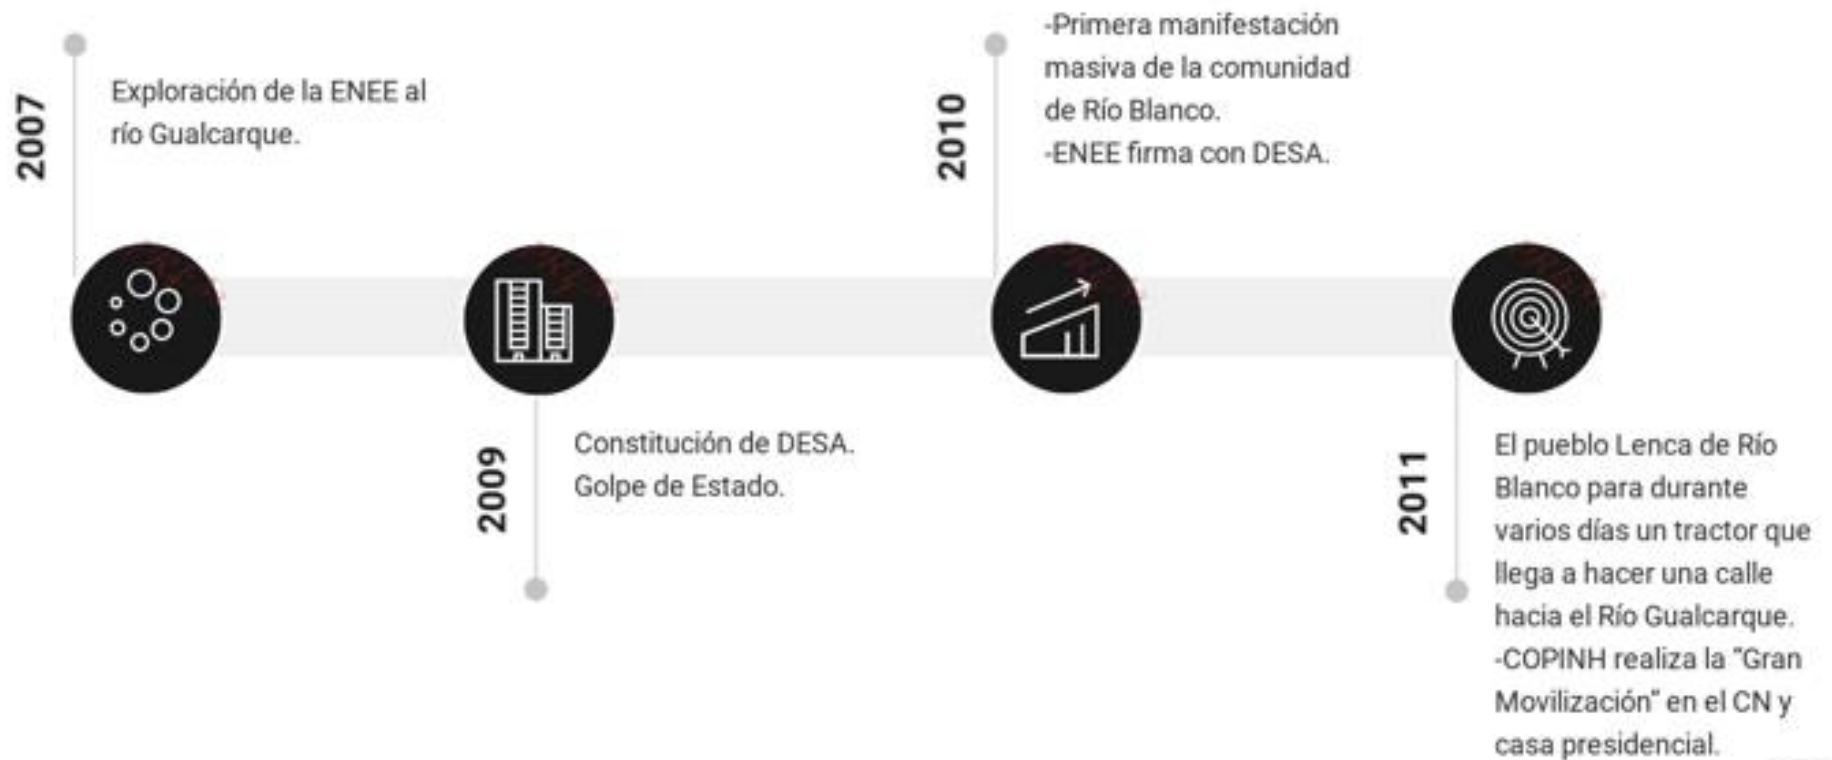 2007
Exploración de la ENEE al
río Gualcarque.
2009
Constitución de DESA.
Golpe de Estado.
2010
-Primera manifestación
masiva de la comunidad
de Río Blanco.
-ENEE firma con DESA.
2011
El pueblo Lenca de Río
Blanco para durante
varios días un tractor que
llega a hacer una calle
hacia el Río Gualcarque.
-COPINH realiza la "Gran
Movilización" en el CN y
casa presidencial.